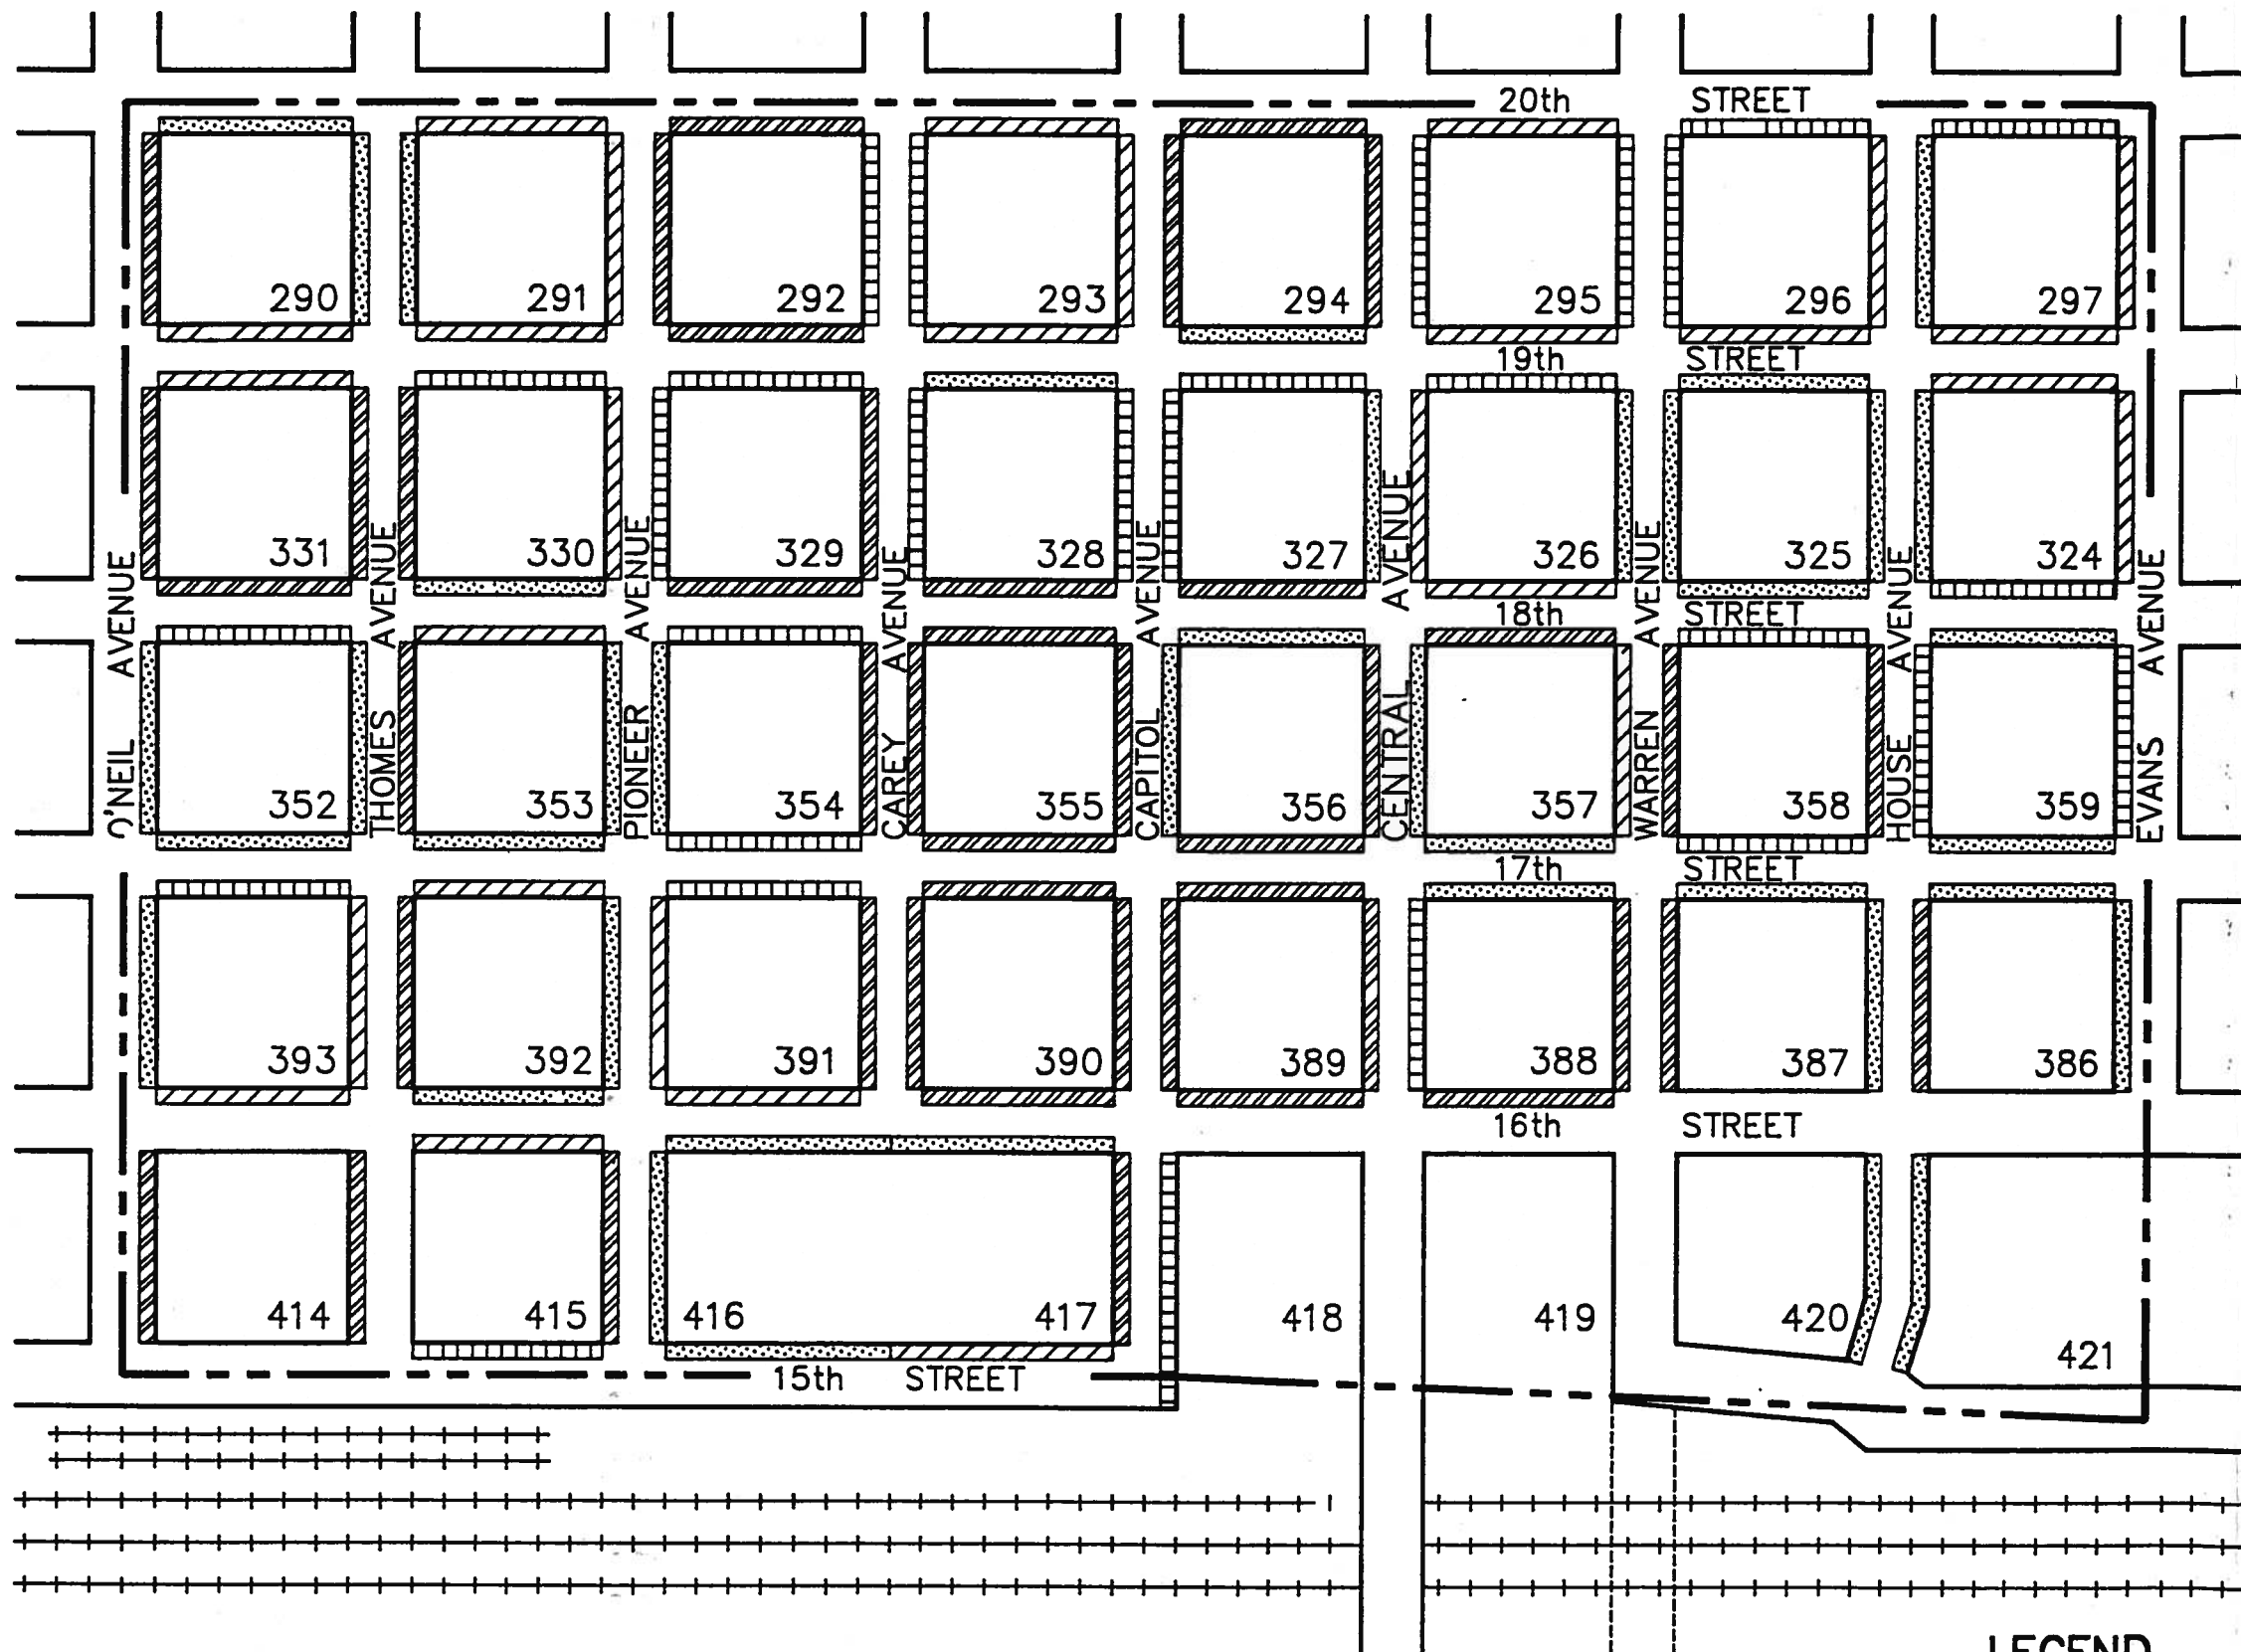 20th STREET
290 291 292 293 294 295 296 297
19th STREET
331 330 329 328 327 326 325 324
18th STREET
O'NEIL AVENUE
THOMES AVENUE
PIONEER AVENUE
CAREY AVENUE
CAPITOL AVENUE
CENTRAL AVENUE
WARREN AVENUE
HOUSE AVENUE
EVANS AVENUE
352 353 354 355 356 357 358 359
17th STREET
393 392 391 390 389 388 387 386
16th STREET
414 415 416 417 418 419 420 421
15th STREET
LEGEND